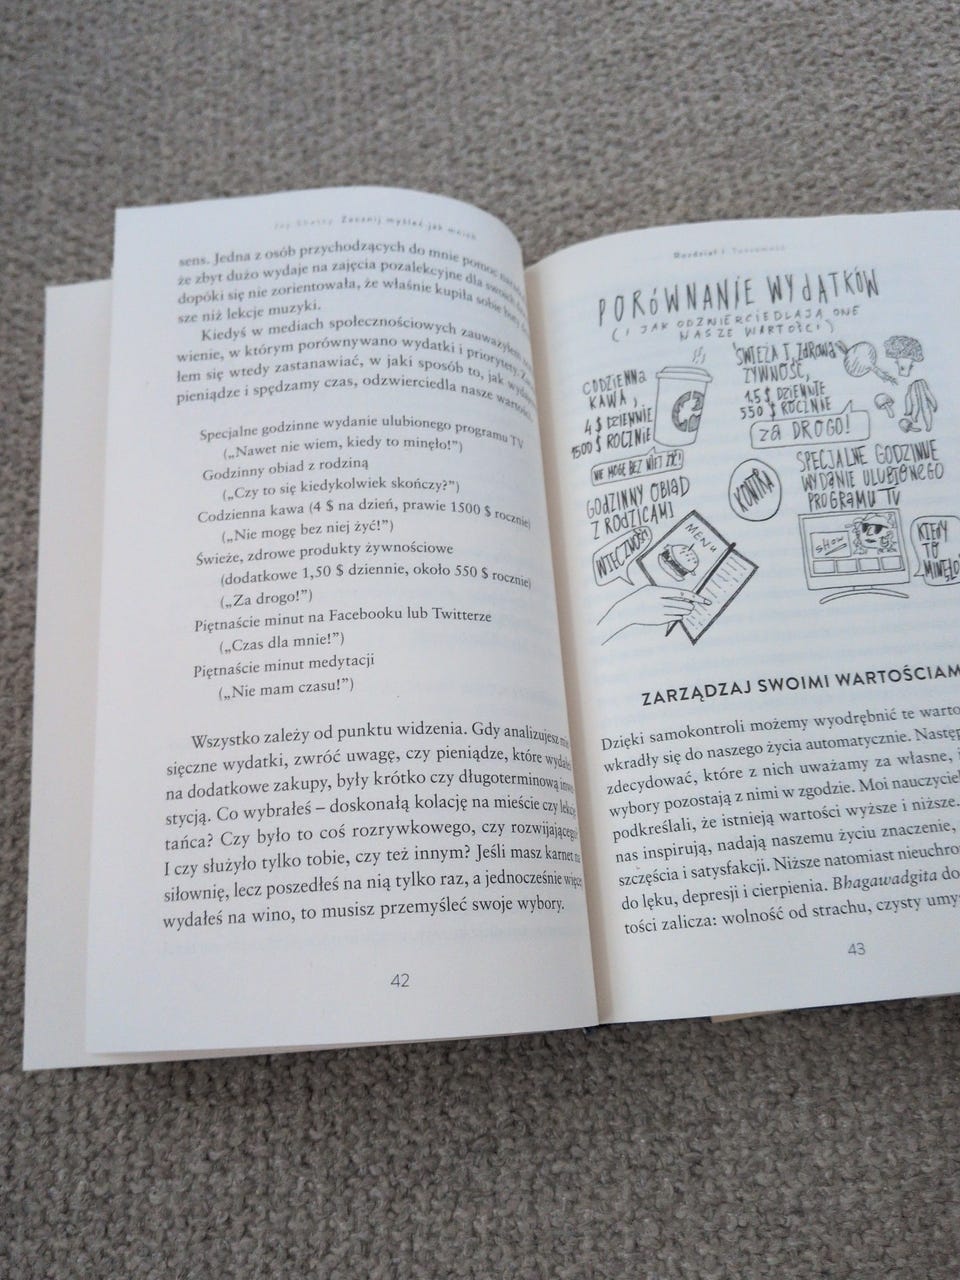 Jay Shetty Zacznij myśleć jak mnich
sens. Jedna z osób przychodzących do mnie pomoc
że zbyt dużo wydaje na zajęcia pozalekcyjne dla swoich
dopóki się nie zorientowała, że właśnie kupiła sobie buty
sze niż lekcje muzyki.
Kiedyś w mediach społecznościowych zauważyłem
wienie, w którym porównywano wydatki i priorytety.
łem się wtedy zastanawiać, w jaki sposób to, jak wydajemy
pieniądze i spędzamy czas, odzwierciedla nasze wartości.
Specjalne godzinne wydanie ulubionego programu TV
(„Nawet nie wiem, kiedy to minęło!”)
Godzinny obiad z rodziną
(„Czy to się kiedykolwiek skończy?”)
Codzienna kawa (4 $ na dzień, prawie 1500 $ rocznie)
(„Nie mogę bez niej żyć!”)
Świeże, zdrowe produkty żywnościowe
(dodatkowe 1,50 $ dziennie, około 550 $ rocznie)
(„Za drogo!”)
Piętnaście minut na Facebooku lub Twitterze
(„Czas dla mnie!”)
Piętnaście minut medytacji
(„Nie mam czasu!”)
Wszystko zależy od punktu widzenia. Gdy analizujesz
sięczne wydatki, zwróć uwagę, czy pieniądze, które wydałeś
na dodatkowe zakupy, były krótko czy długoterminową inwe
stycją. Co wybrałeś – doskonałą kolację na mieście czy lekcję
tańca? Czy było to coś rozrywkowego, czy rozwijającego?
I czy służyło tylko tobie, czy też innym? Jeśli masz karnet na
siłownię, lecz poszedłeś na nią tylko raz, a jednocześnie więcej
wydałeś na wino, to musisz przemyśleć swoje wybory.
42
Rozdział 1 Tożsamość
PORÓWNANIE WYDATKÓW
(I JAK ODZWIERCIEDLAJĄ ONE
NASZE WARTOŚCI)
CODZIENNA
KAWA,
4 $ DZIENNIE
1500 $ ROCZNIE
NIE MOGĘ BEZ NIEJ ŻYĆ!
ŚWIEŻA I ZDROWA
ŻYWNOŚĆ,
1,5 $ DZIENNIE
550 $ ROCZNIE
ZA DROGO!
GODZINNY OBIAD
Z RODZICAMI
WIECZNOŚĆ
MENU
KONTRA
SPECJALNE GODZINNE
WYDANIE ULUBIONEGO
PROGRAMU TV
SHOW
KIEDY
TO
MINĘŁO
ZARZĄDZAJ SWOIMI WARTOŚCIAM
Dzięki samokontroli możemy wyodrębnić te warto
wkradły się do naszego życia automatycznie. Następ
zdecydować, które z nich uważamy za własne, i
wybory pozostają z nimi w zgodzie. Moi nauczyciel
podkreślali, że istnieją wartości wyższe i niższe.
nas inspirują, nadają naszemu życiu znaczenie,
szczęścia i satysfakcji. Niższe natomiast nieuchro
do lęku, depresji i cierpienia. Bhagawadgita do
tości zalicza: wolność od strachu, czysty umy
43